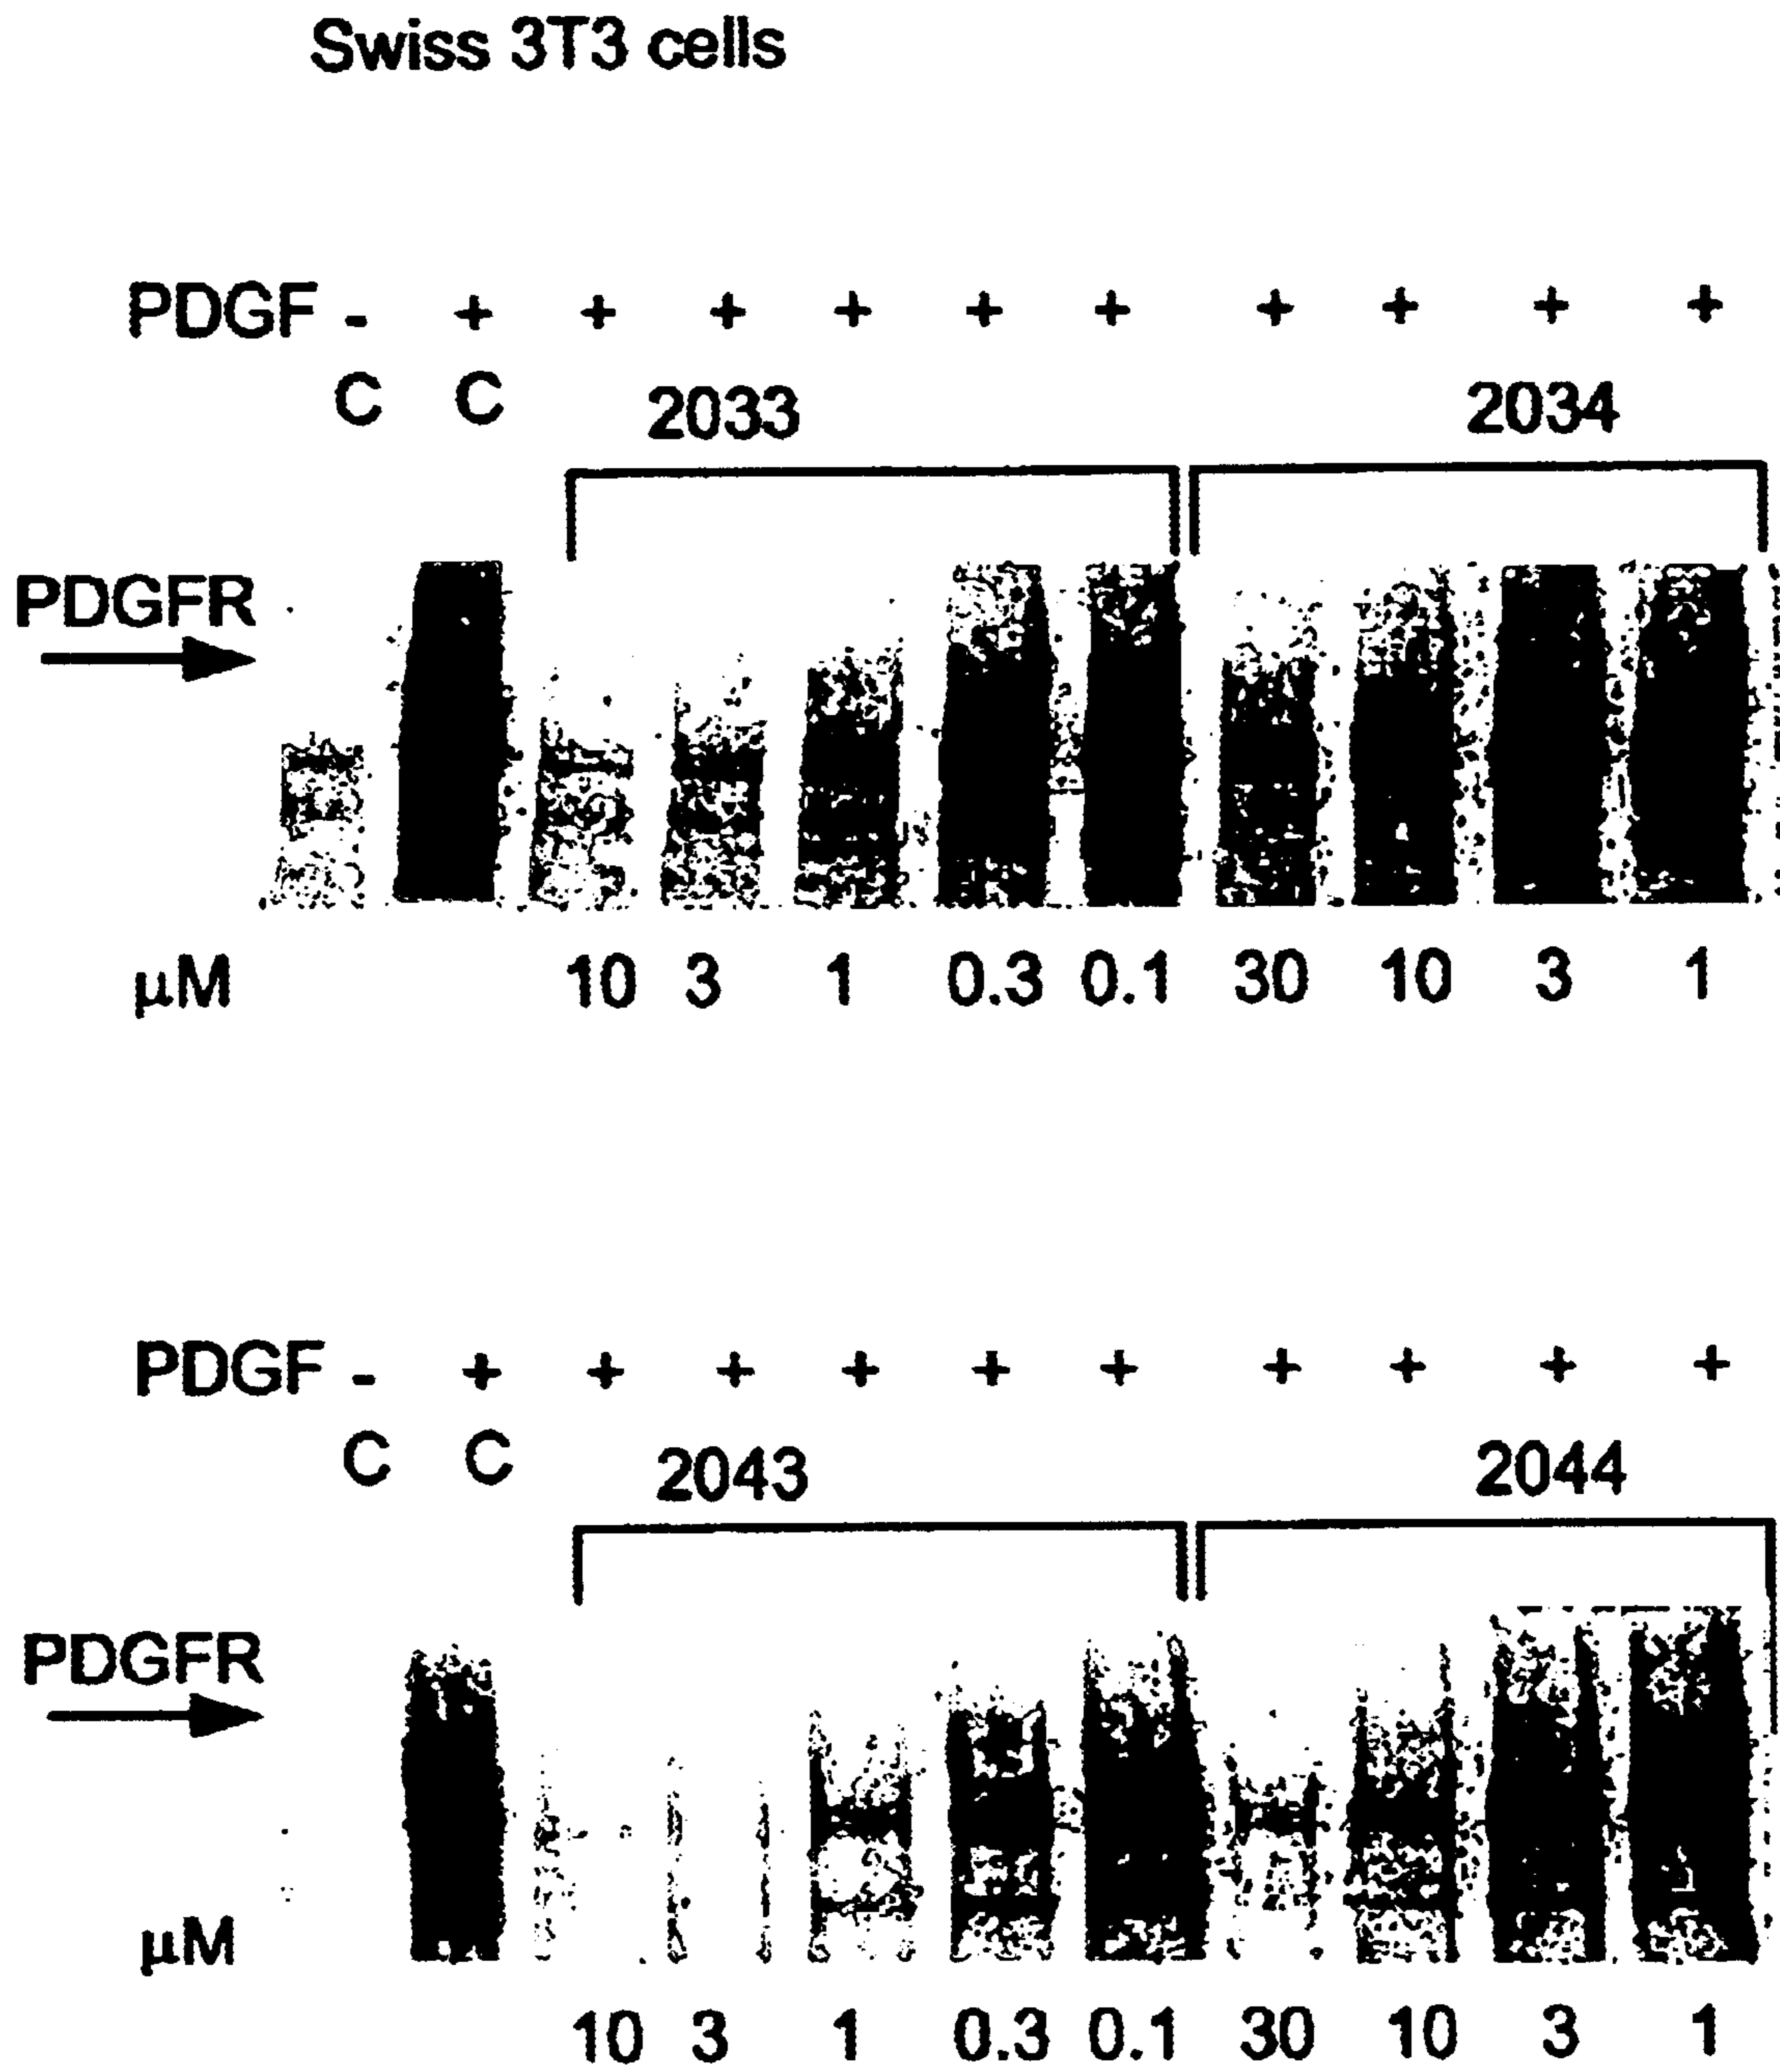 Swiss 3T3 cells
PDGF - + + + + + + + + + +
C C 2033 2034
PDGFR
µM 10 3 1 0.3 0.1 30 10 3 1
PDGF - + + + + + + + + + +
C C 2043 2044
PDGFR
µM
10 3 1 0.3 0.1 30 10 3 1